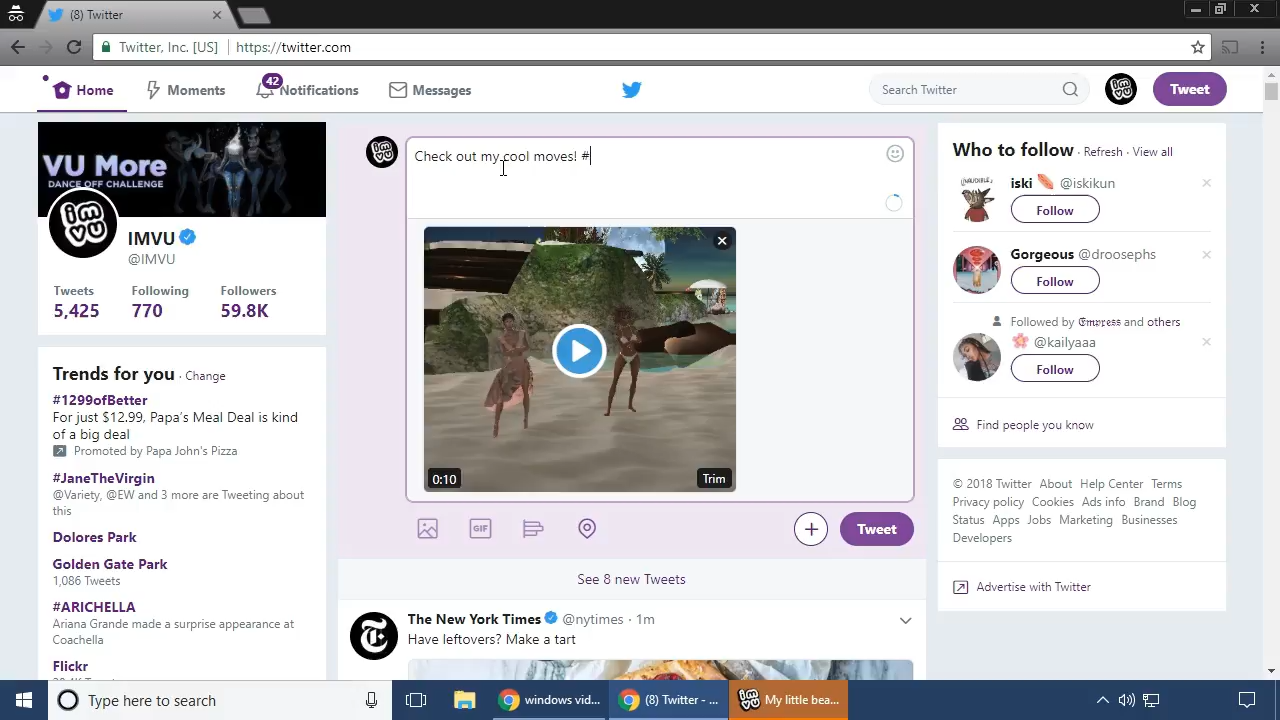 (8) Twitter
Twitter, Inc. [US] https://twitter.com
Home
Moments
42
Notifications
Messages
Search Twitter
Tweet
VU More
DANCE OFF CHALLENGE
imvu
IMVU
@IMVU
Tweets Following Followers
5,425 770 59.8K
Trends for you · Change
#1299ofBetter
For just $12.99, Papa's Meal Deal is kind
of a big deal
Promoted by Papa John's Pizza
#JaneTheVirgin
@Variety, @EW and 3 more are Tweeting about
this
Dolores Park
Golden Gate Park
1,086 Tweets
#ARICHELLA
Ariana Grande made a surprise appearance at
Coachella
Flickr
imvu
Check out my cool moves! #
0:10
Trim
GIF
Tweet
See 8 new Tweets
The New York Times @nytimes · 1m
Have leftovers? Make a tart
Who to follow · Refresh · View all
iski @iskikun
Follow
Gorgeous @droosephs
Follow
Followed by Empress and others
@kailyaaa
Follow
Find people you know
© 2018 Twitter About Help Center Terms
Privacy policy Cookies Ads info Brand Blog
Status Apps Jobs Marketing Businesses
Developers
Advertise with Twitter
Type here to search
windows vid...
(8) Twitter - ...
My little bea...